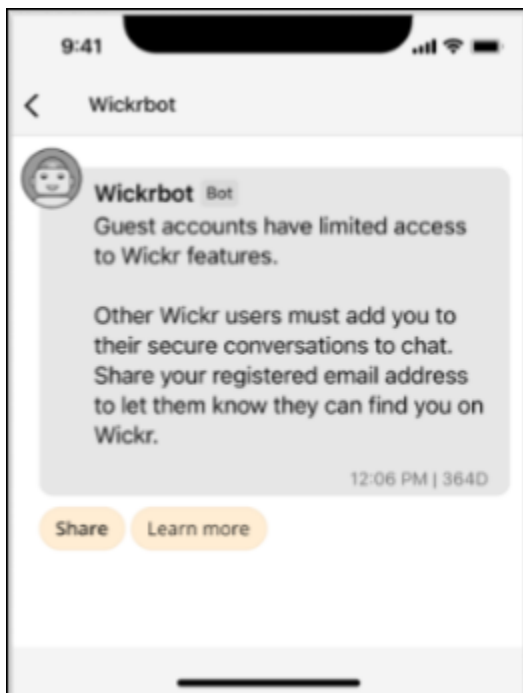 9:41
Wickrbot
Wickrbot Bot
Guest accounts have limited access
to Wickr features.
Other Wickr users must add you to
their secure conversations to chat.
Share your registered email address
to let them know they can find you on
Wickr.
12:06 PM | 364D
Share Learn more